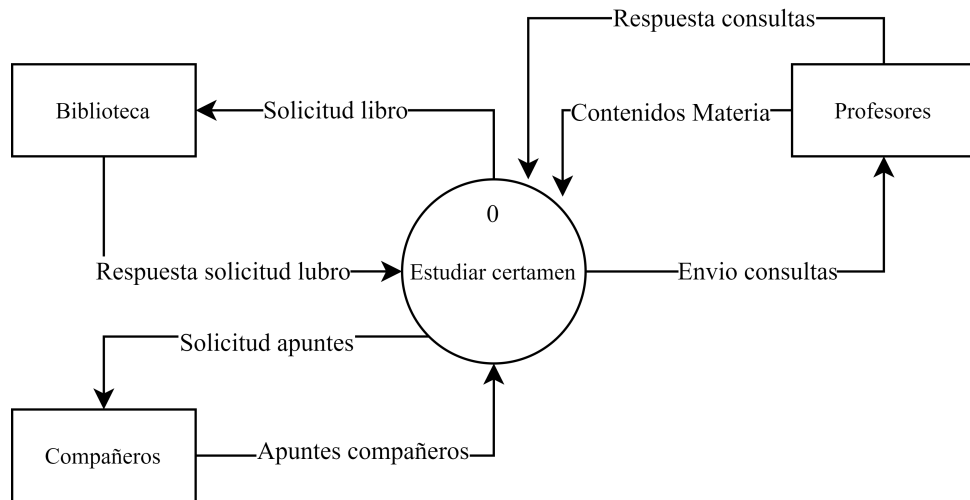 Respuesta consultas
Biblioteca
Solicitud libro
Contenidos Materia
Profesores
0
Respuesta solicitud lubro
Estudiar certamen
Envio consultas
Solicitud apuntes
Compañeros
Apuntes compañeros